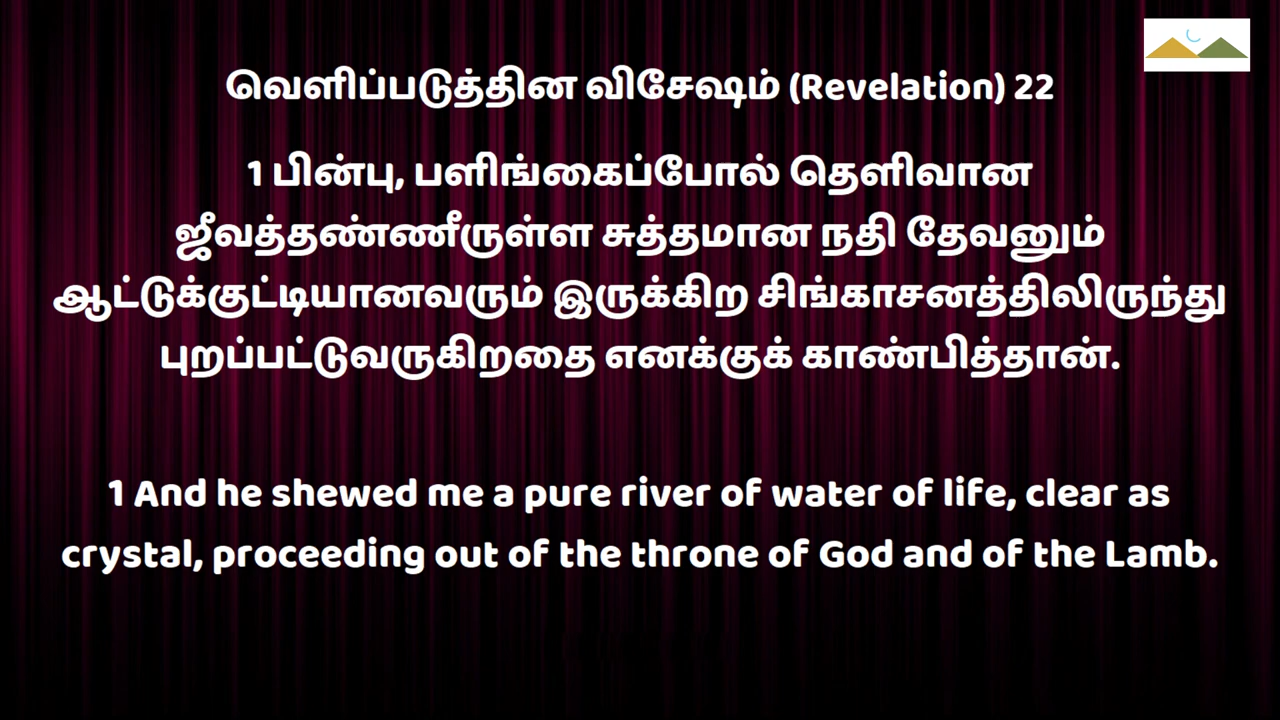 வெளிப்படுத்தின விசேஷம் (Revelation) 22
1 பின்பு, பளிங்கைப்போல் தெளிவான
ஜீவத்தண்ணீருள்ள சுத்தமான நதி தேவனும்
ஆட்டுக்குட்டியானவரும் இருக்கிற சிங்காசனத்திலிருந்து
புறப்பட்டுவருகிறதை எனக்குக் காண்பித்தான்.
1 And he shewed me a pure river of water of life, clear as
crystal, proceeding out of the throne of God and of the Lamb.